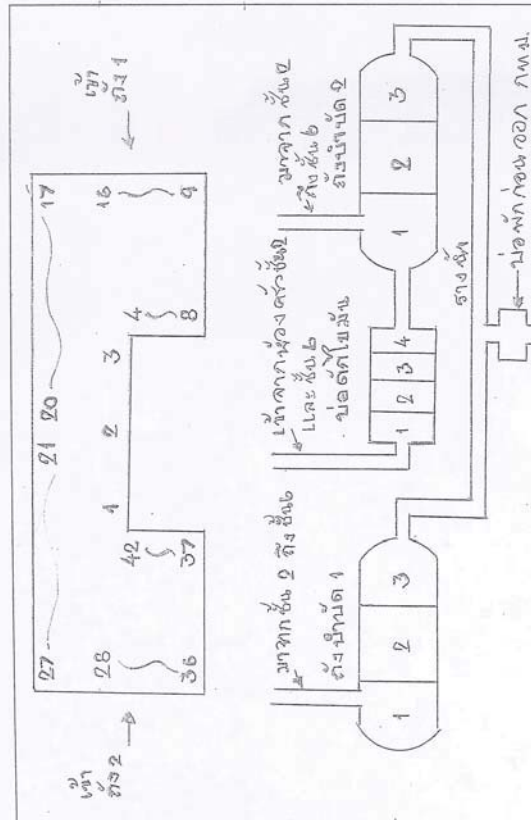 เข้า
ถัง 1
17
16
9
20
4
8
3
21
2
1
42
37
27
28
36
เข้า
ถัง 2
มาจาก ชั้น 2
ถึงชั้น 6
ถังบำบัด 2
1
2
3
เข้าจากห้องครัวชั้น 2
และชั้น 6
บ่อดักไขมัน
1
2
3
4
มาจากชั้น 2 ถึงชั้น 6
ถังบำบัด 1
1
2
3
รางน้ำ
บ่อพักก่อนออก กทม.